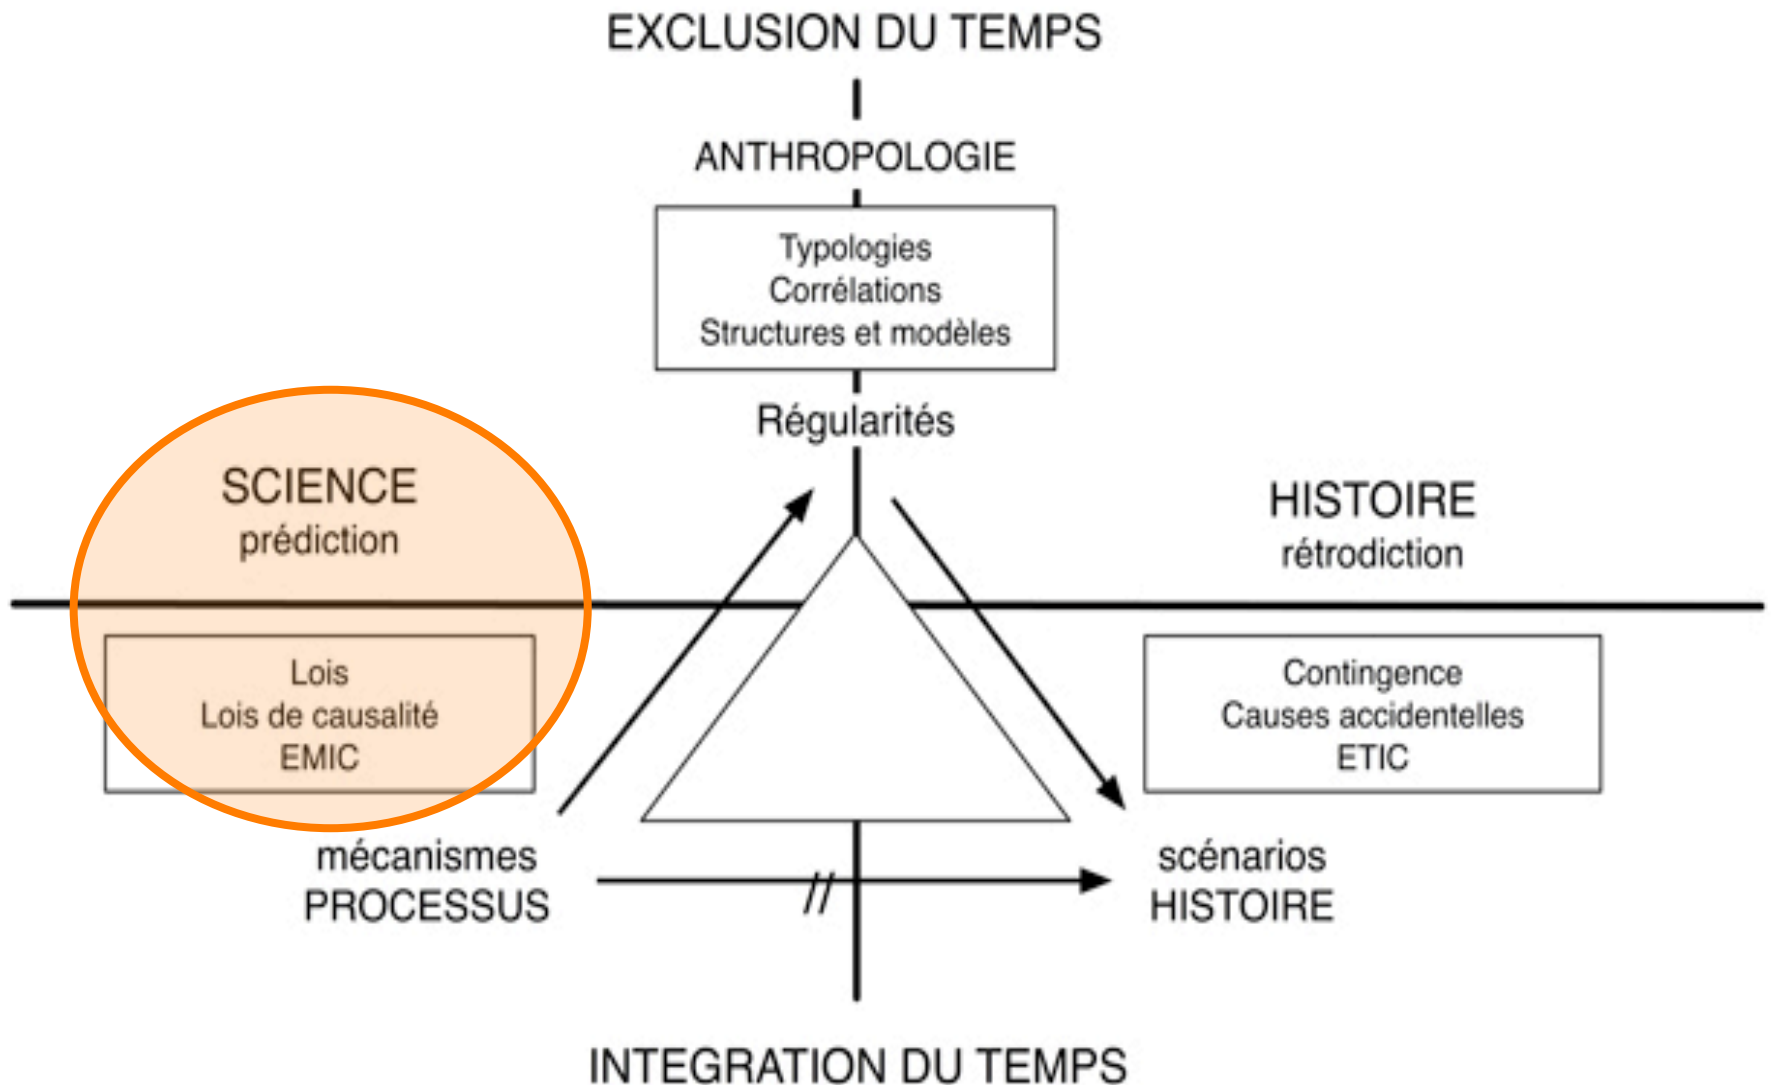 EXCLUSION DU TEMPS
ANTHROPOLOGIE
Typologies
Corrélations
Structures et modèles
Régularités
SCIENCE
prédiction
HISTOIRE
rétrodiction
Lois
Lois de causalité
EMIC
Contingence
Causes accidentelles
ETIC
mécanismes
PROCESSUS
//
scénarios
HISTOIRE
INTEGRATION DU TEMPS